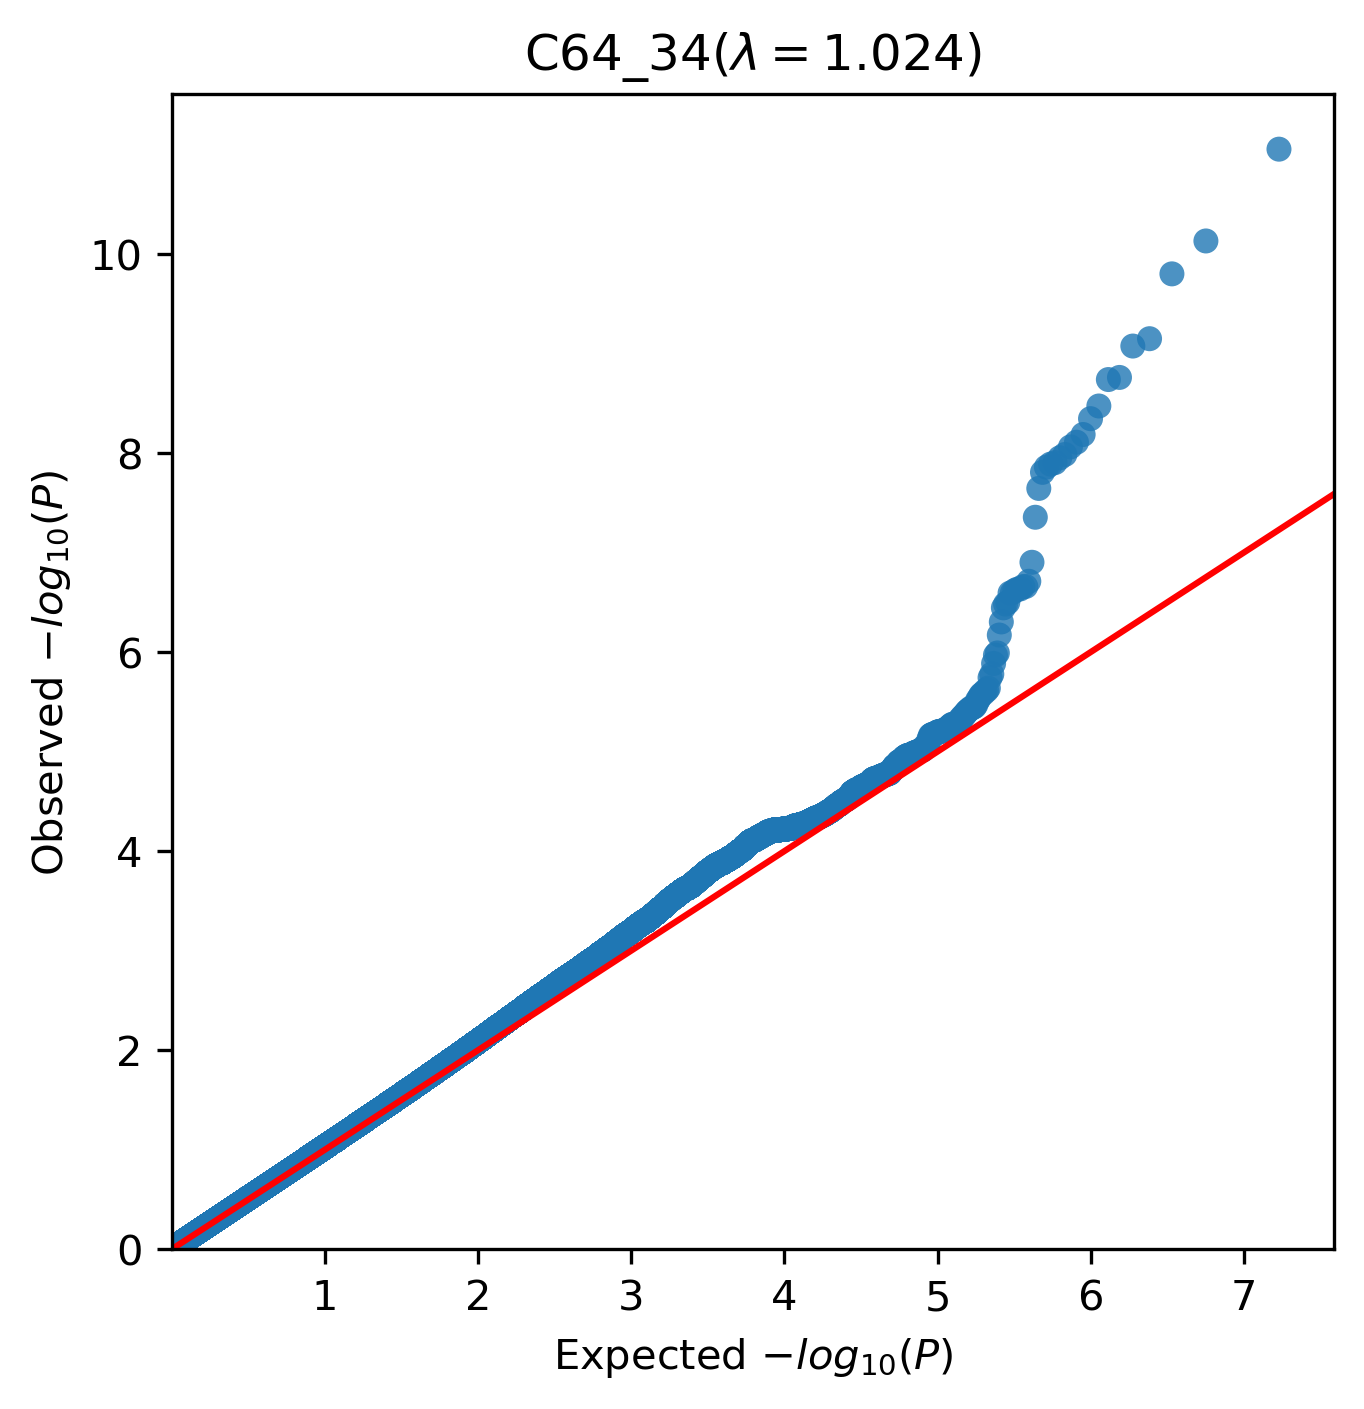 C64_34(λ = 1.024)
10
8
6
4
2
0
Observed −log₁₀(P)
1 2 3 4 5 6 7
Expected −log₁₀(P)